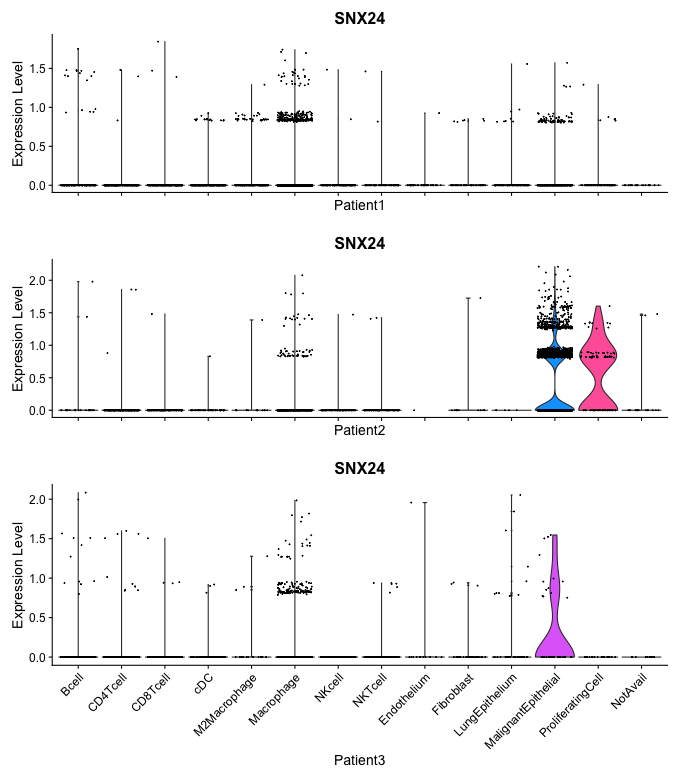 SNX24
Expression Level
1.5
1.0
0.5
0.0
Patient1
SNX24
Expression Level
2.0
1.5
1.0
0.5
0.0
Patient2
SNX24
Expression Level
2.0
1.5
1.0
0.5
0.0
Bcell
CD4Tcell
CD8Tcell
cDC
M2Macrophage
Macrophage
NKcell
NKTcell
Endothelium
Fibroblast
LungEpithelium
MalignantEpithelial
ProliferatingCell
NotAvail
Patient3